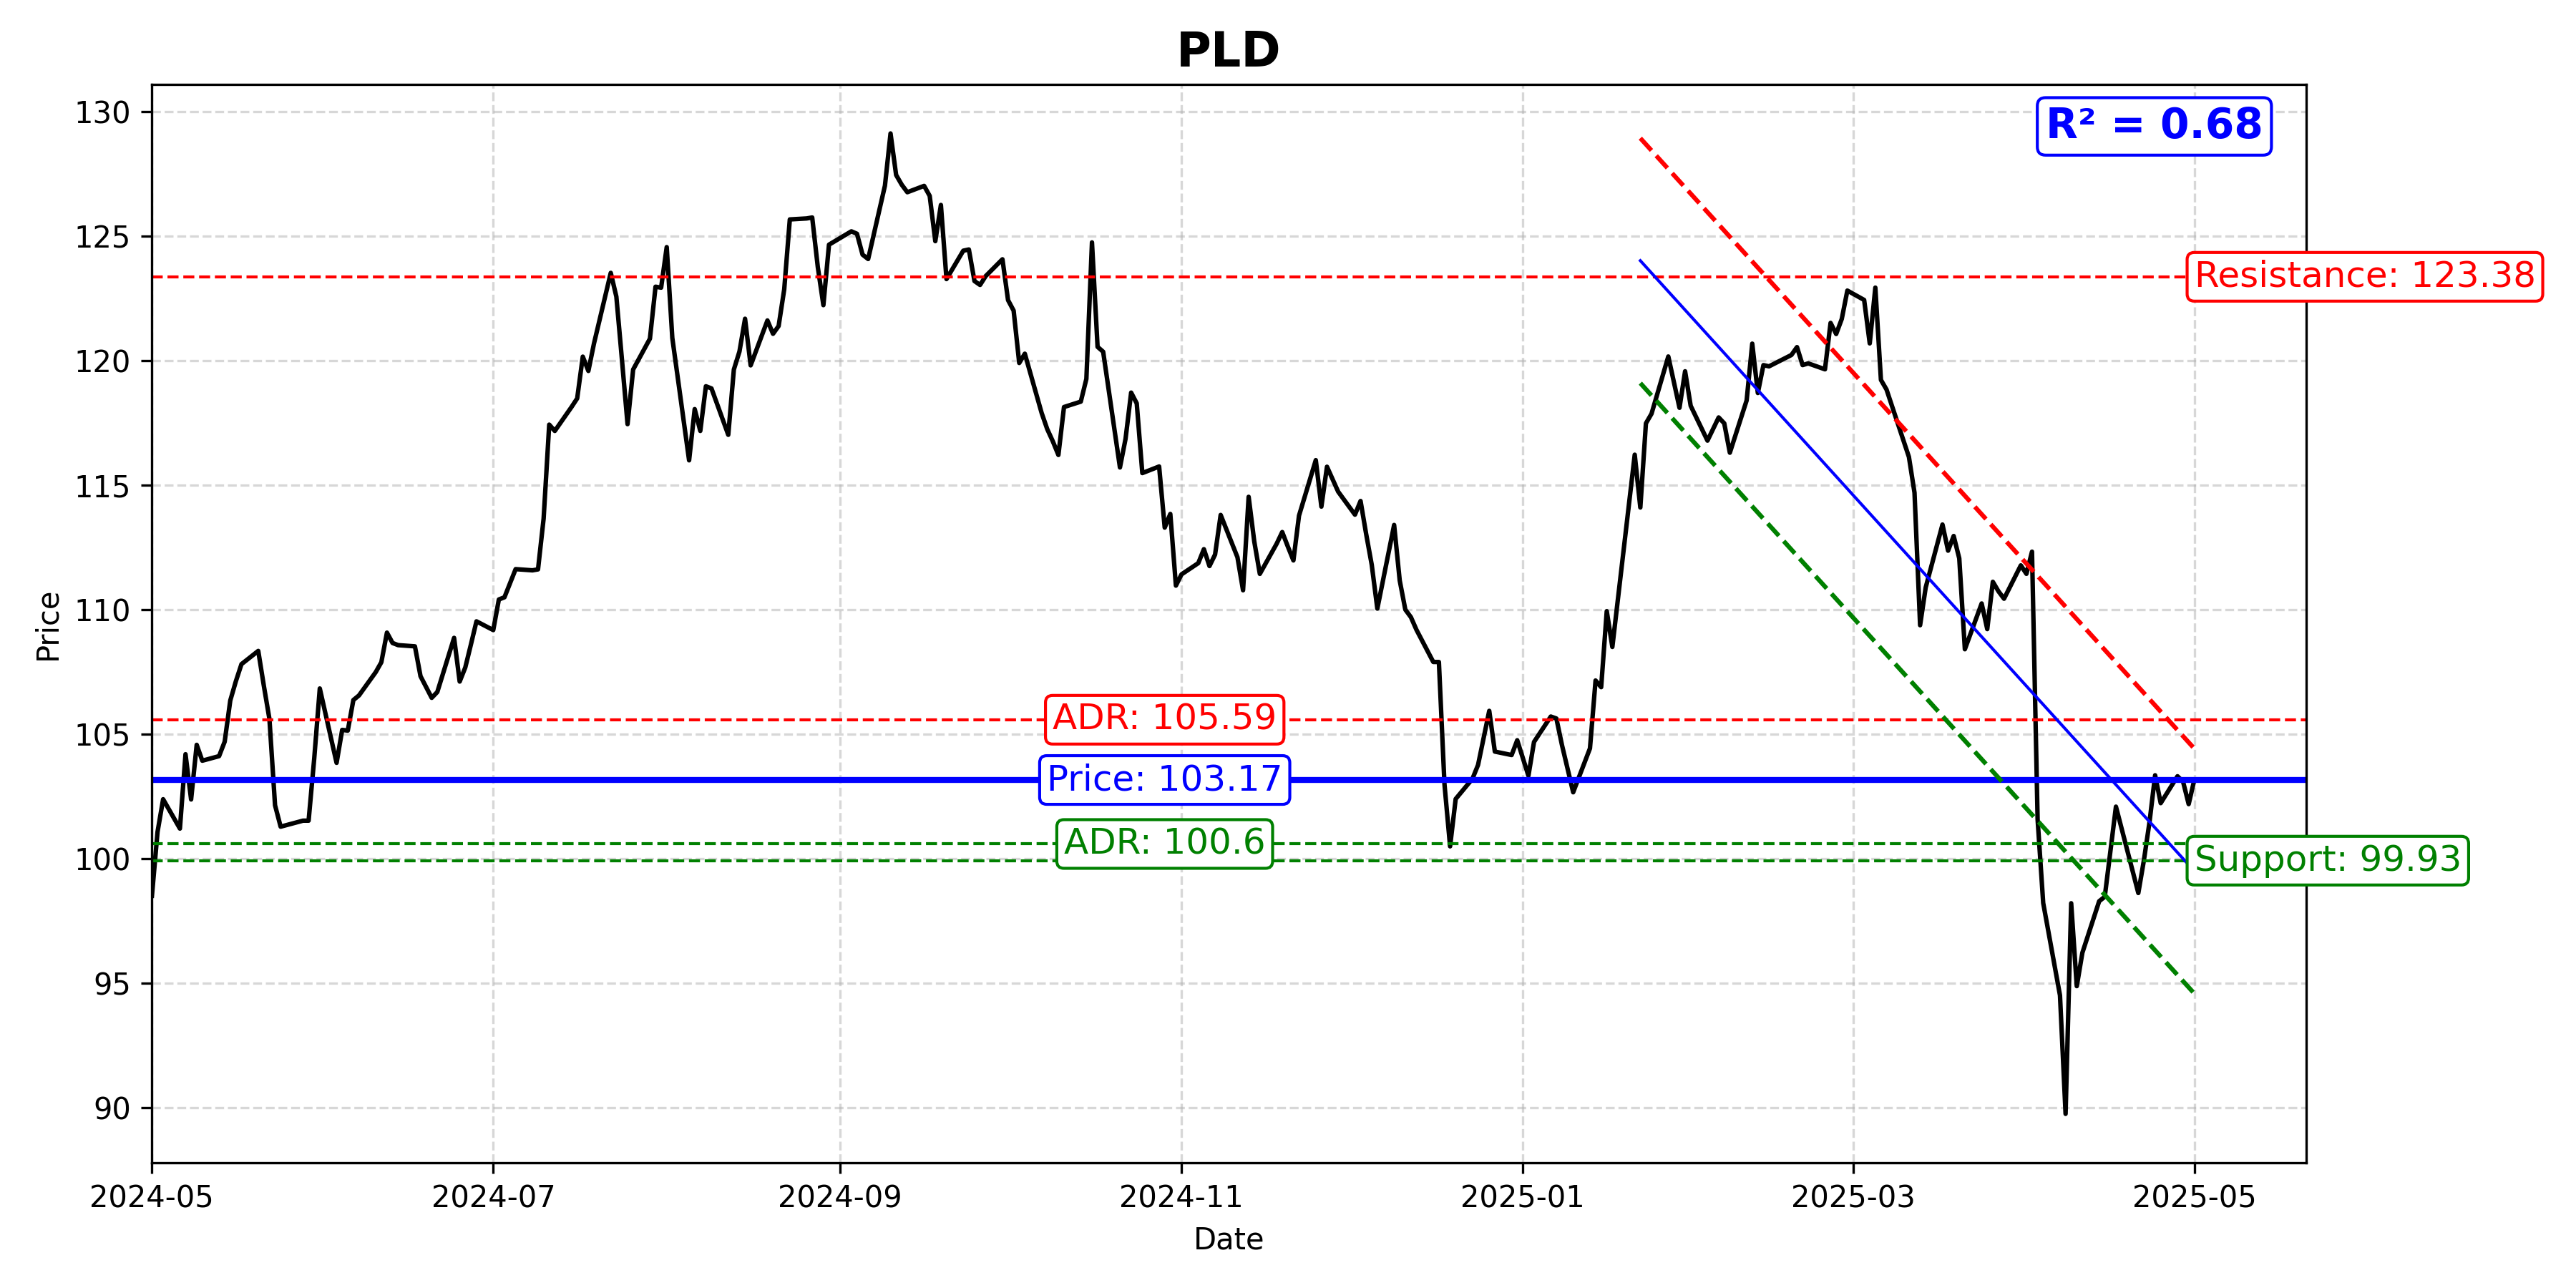 PLD
R² = 0.68
130
125
120
115
110
105
100
95
90
Price
Resistance: 123.38
ADR: 105.59
Price: 103.17
ADR: 100.6
Support: 99.93
2024-05
2024-07
2024-09
2024-11
2025-01
2025-03
2025-05
Date